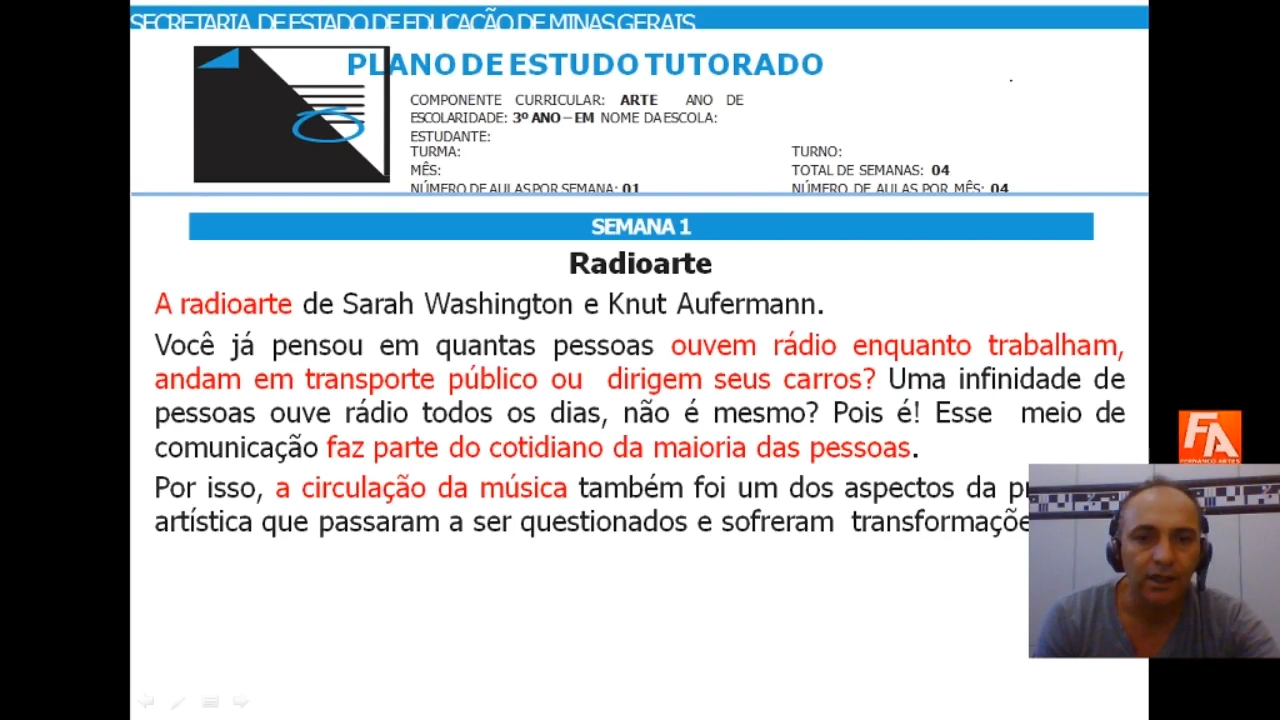 SECRETARIA DE ESTADO DE EDUCAÇÃO DE MINAS GERAIS
PLANO DE ESTUDO TUTORADO
COMPONENTE CURRICULAR: ARTE ANO DE
ESCOLARIDADE: 3º ANO – EM NOME DA ESCOLA:
ESTUDANTE:
TURMA: TURNO:
MÊS: TOTAL DE SEMANAS: 04
NÚMERO DE AULAS POR SEMANA: 01 NÚMERO DE AULAS POR MÊS: 04
SEMANA 1
Radioarte
A radioarte de Sarah Washington e Knut Aufermann.
Você já pensou em quantas pessoas ouvem rádio enquanto trabalham,
andam em transporte público ou dirigem seus carros? Uma infinidade de
pessoas ouve rádio todos os dias, não é mesmo? Pois é! Esse meio de
comunicação faz parte do cotidiano da maioria das pessoas.
Por isso, a circulação da música também foi um dos aspectos da
artística que passaram a ser questionados e sofreram
FA
FERNANDO ARTES